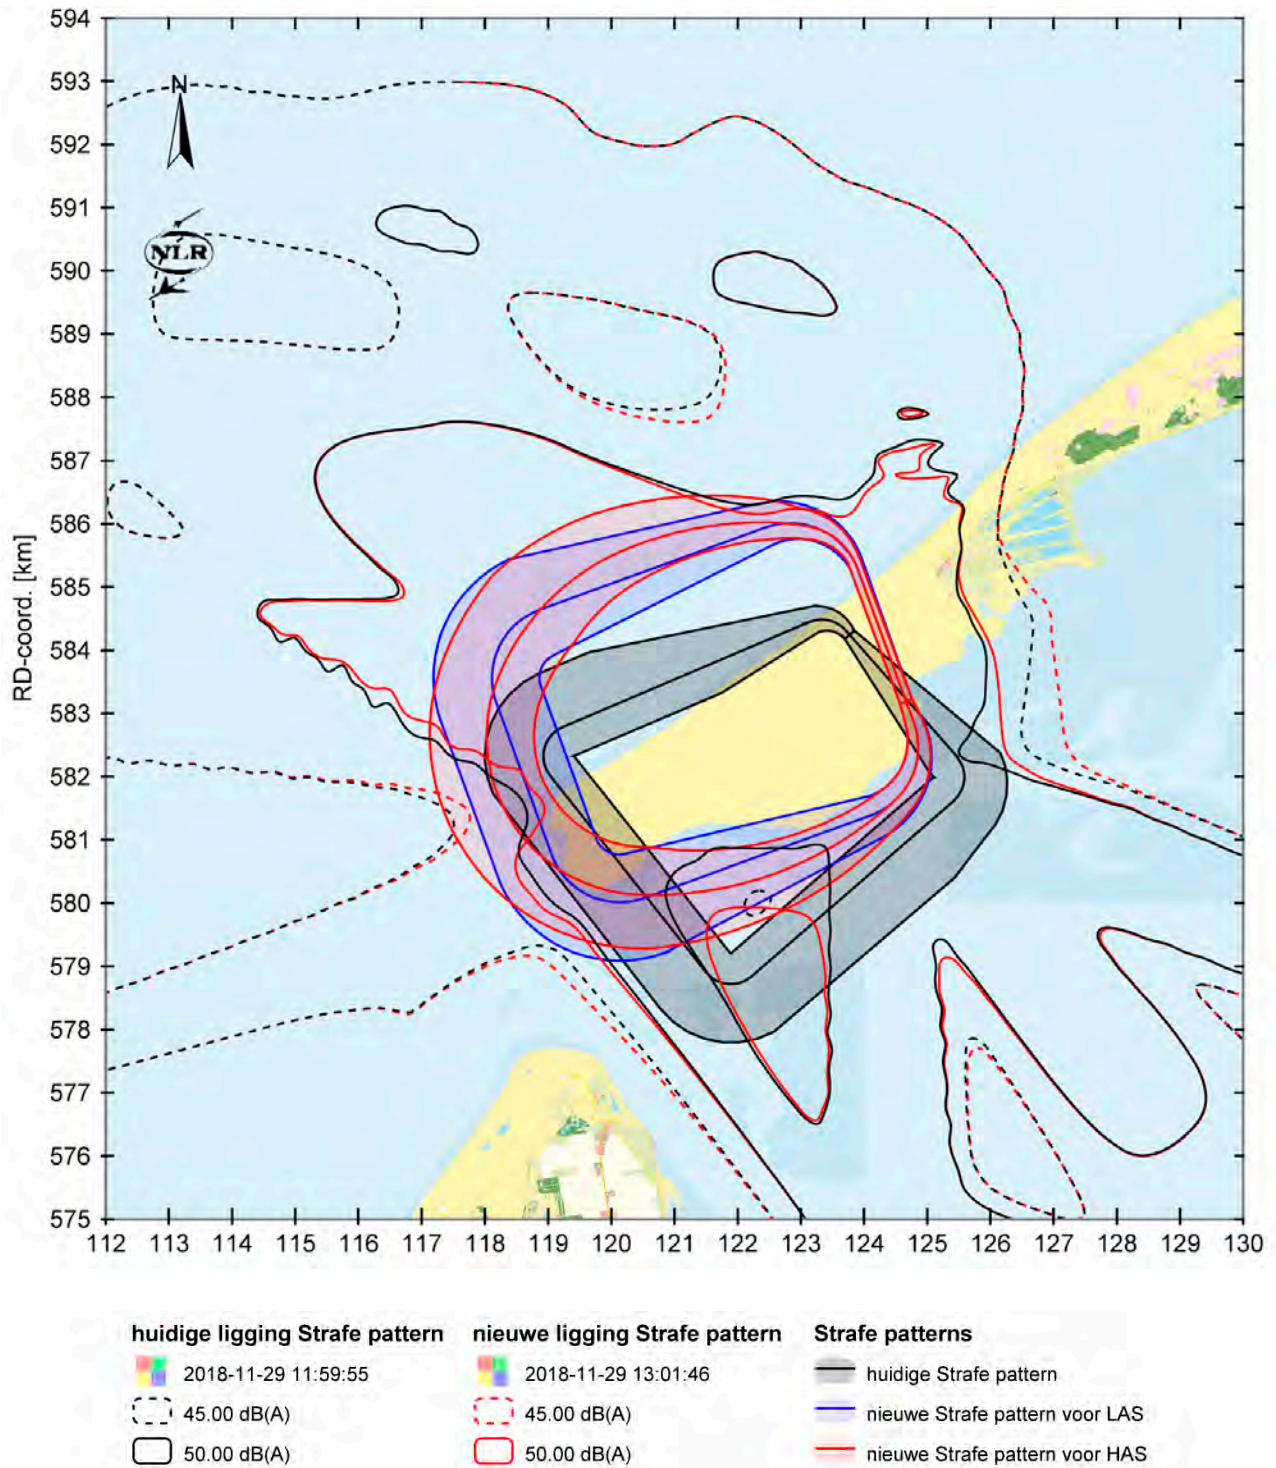 594
593
592
591
590
589
588
587
586
585
584
583
582
581
580
579
578
577
576
575
RD-coord. [km]
N
NLR
112 113 114 115 116 117 118 119 120 121 122 123 124 125 126 127 128 129 130
huidige ligging Strafe pattern
2018-11-29 11:59:55
45.00 dB(A)
50.00 dB(A)
nieuwe ligging Strafe pattern
2018-11-29 13:01:46
45.00 dB(A)
50.00 dB(A)
Strafe patterns
huidige Strafe pattern
nieuwe Strafe pattern voor LAS
nieuwe Strafe pattern voor HAS